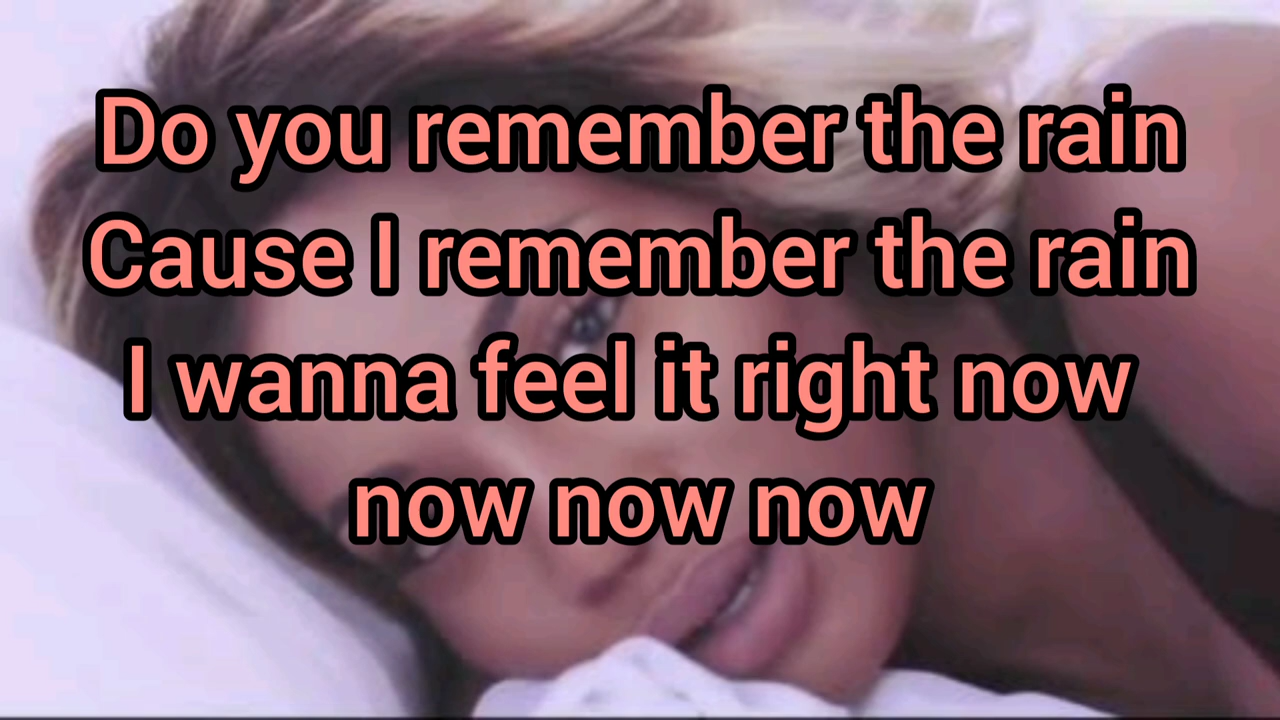 Do you remember the rain
Cause I remember the rain
I wanna feel it right now
now now now